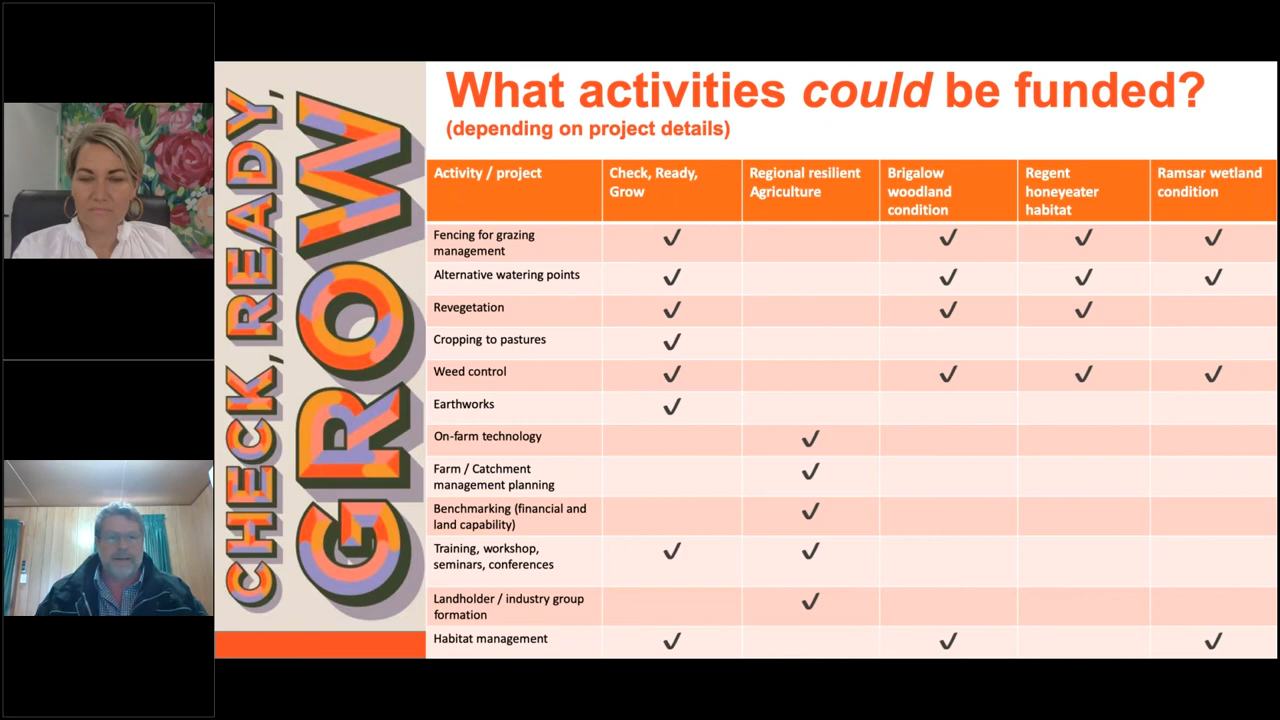 CHECK, READY,
GROW
What activities could be funded?
(depending on project details)
Activity / project
Check, Ready,
Grow
Regional resilient
Agriculture
Brigalow
woodland
condition
Regent
honeyeater
habitat
Ramsar wetland
condition
Fencing for grazing
management
Alternative watering points
Revegetation
Cropping to pastures
Weed control
Earthworks
On-farm technology
Farm / Catchment
management planning
Benchmarking (financial and
land capability)
Training, workshop,
seminars, conferences
Landholder / industry group
formation
Habitat management